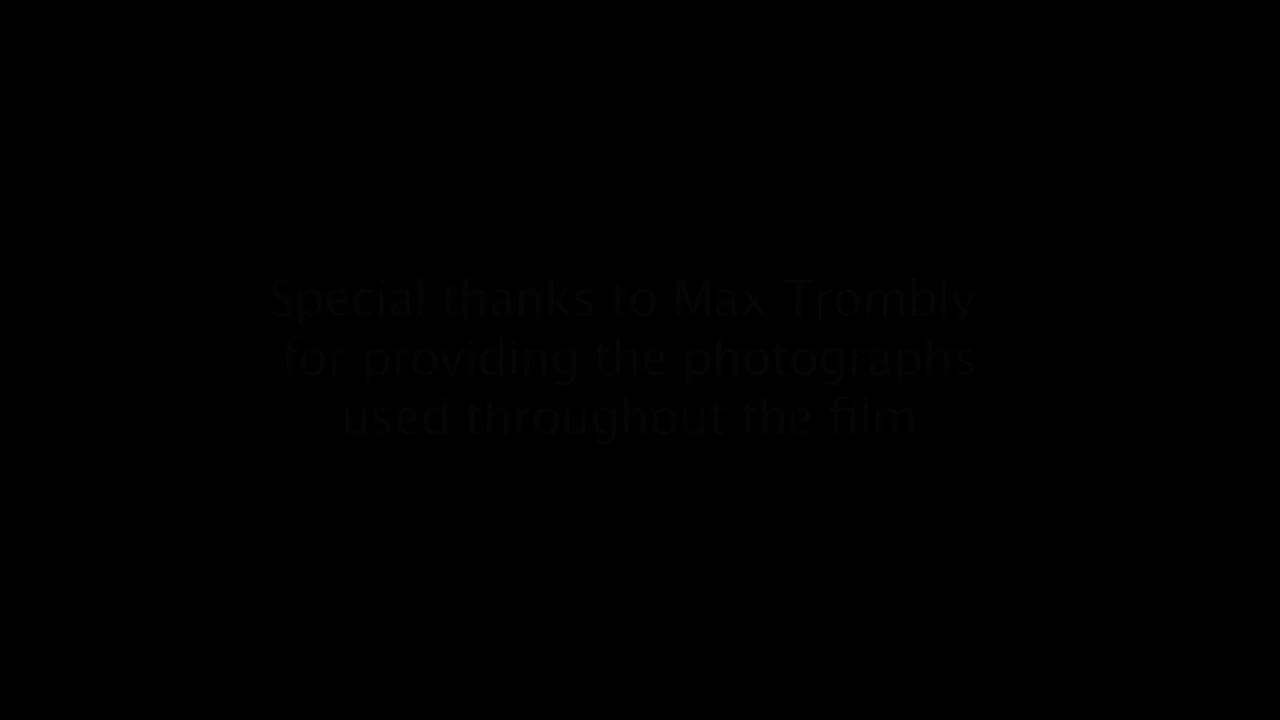 Special thanks to Max Trombly
for providing the photographs
used throughout the film